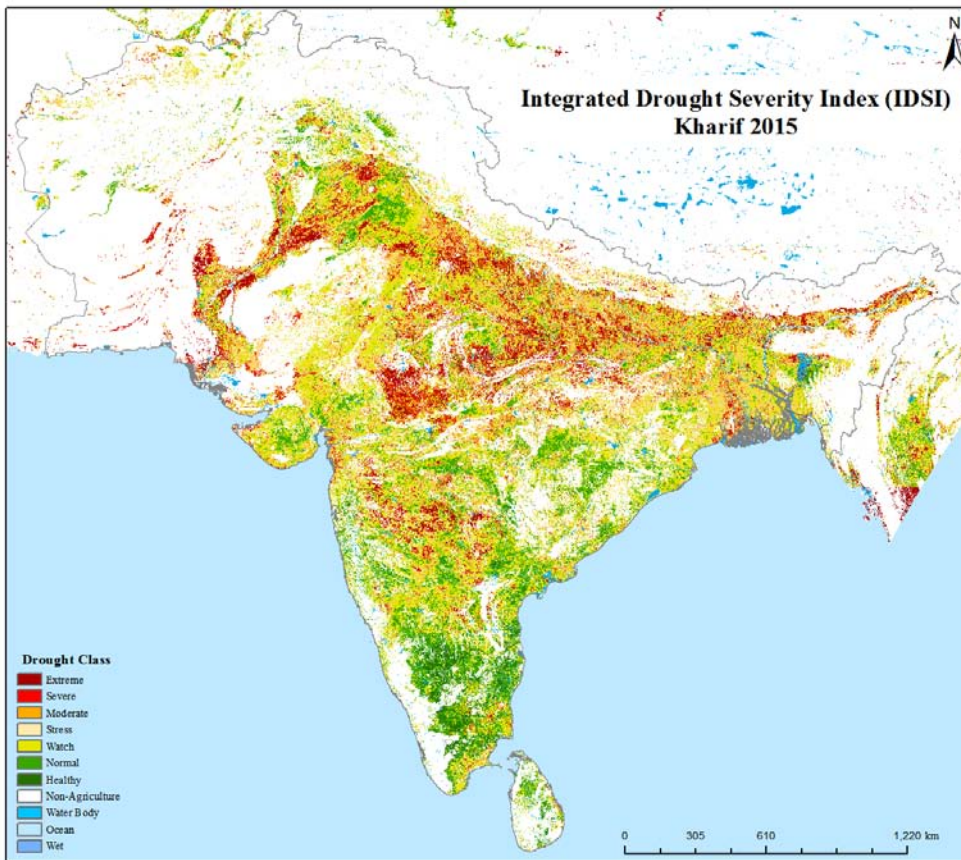 N
Integrated Drought Severity Index (IDSI)
Kharif 2015
Drought Class
Extreme
Severe
Moderate
Stress
Watch
Normal
Healthy
Non-Agriculture
Water Body
Ocean
Wet
0 305 610 1,220 km